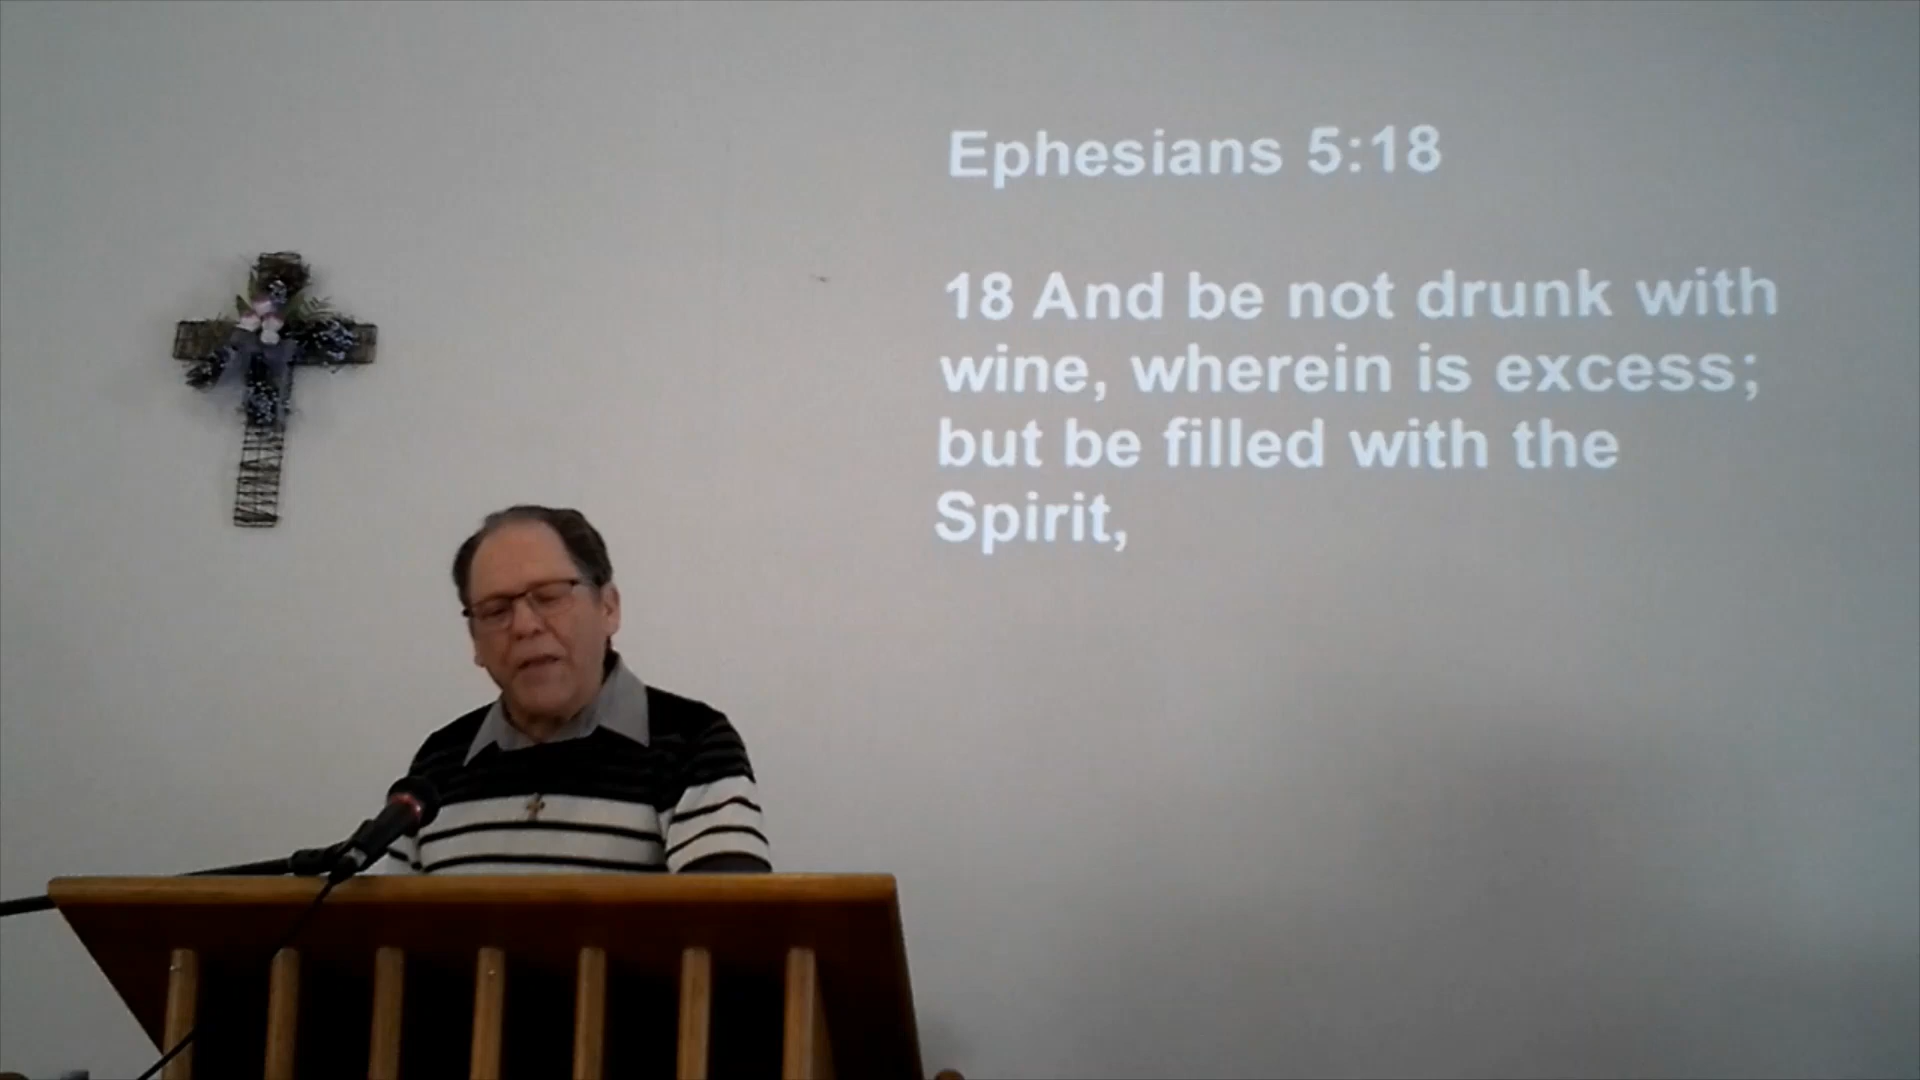 Ephesians 5:18
18 And be not drunk with
wine, wherein is excess;
but be filled with the
Spirit,